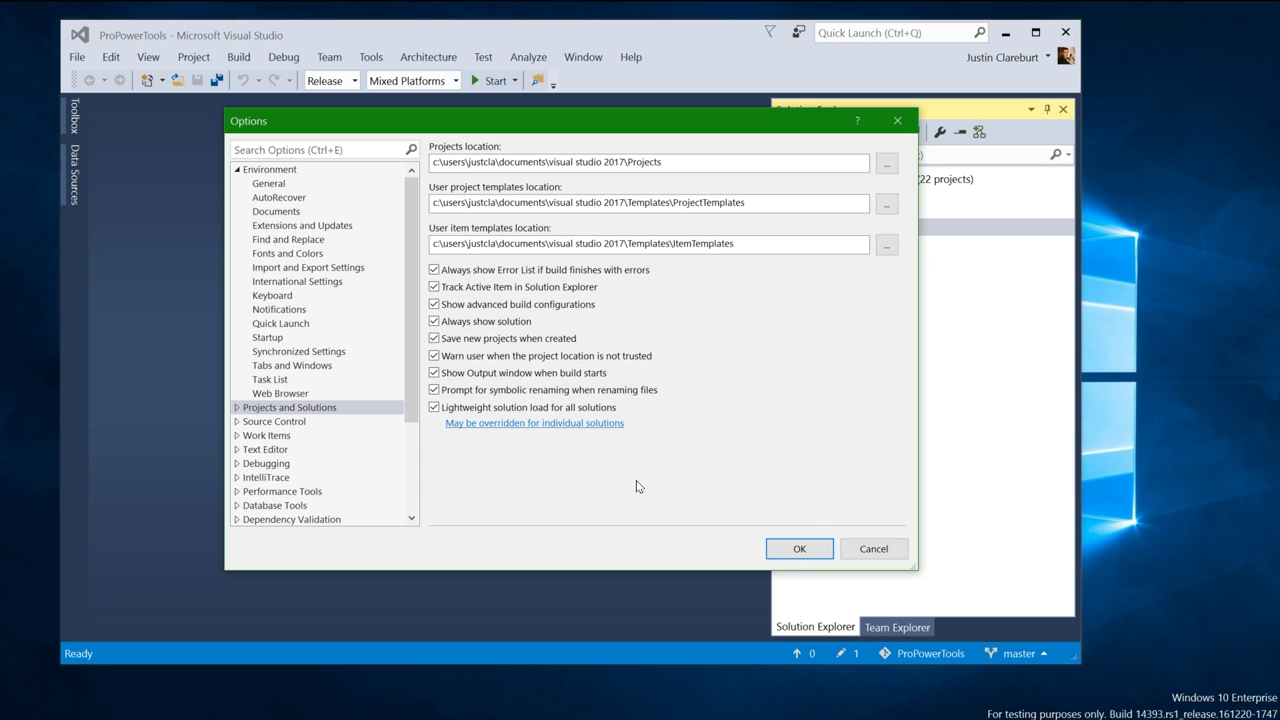 ProPowerTools - Microsoft Visual Studio
Quick Launch (Ctrl+Q)
File Edit View Project Build Debug Team Tools Architecture Test Analyze Window Help
Justin Clareburt
Release Mixed Platforms Start
Toolbox
Data Sources
Options
?
Search Options (Ctrl+E)
Environment
General
AutoRecover
Documents
Extensions and Updates
Find and Replace
Fonts and Colors
Import and Export Settings
International Settings
Keyboard
Notifications
Quick Launch
Startup
Synchronized Settings
Tabs and Windows
Task List
Web Browser
Projects and Solutions
Source Control
Work Items
Text Editor
Debugging
IntelliTrace
Performance Tools
Database Tools
Dependency Validation
Projects location:
c:\users\justcla\documents\visual studio 2017\Projects
...
User project templates location:
c:\users\justcla\documents\visual studio 2017\Templates\ProjectTemplates
...
User item templates location:
c:\users\justcla\documents\visual studio 2017\Templates\ItemTemplates
...
Always show Error List if build finishes with errors
Track Active Item in Solution Explorer
Show advanced build configurations
Always show solution
Save new projects when created
Warn user when the project location is not trusted
Show Output window when build starts
Prompt for symbolic renaming when renaming files
Lightweight solution load for all solutions
May be overridden for individual solutions
OK Cancel
(22 projects)
Solution Explorer Team Explorer
Ready
0 1 ProPowerTools master
Windows 10 Enterprise
For testing purposes only. Build 14393.rs1_release.161220-1747